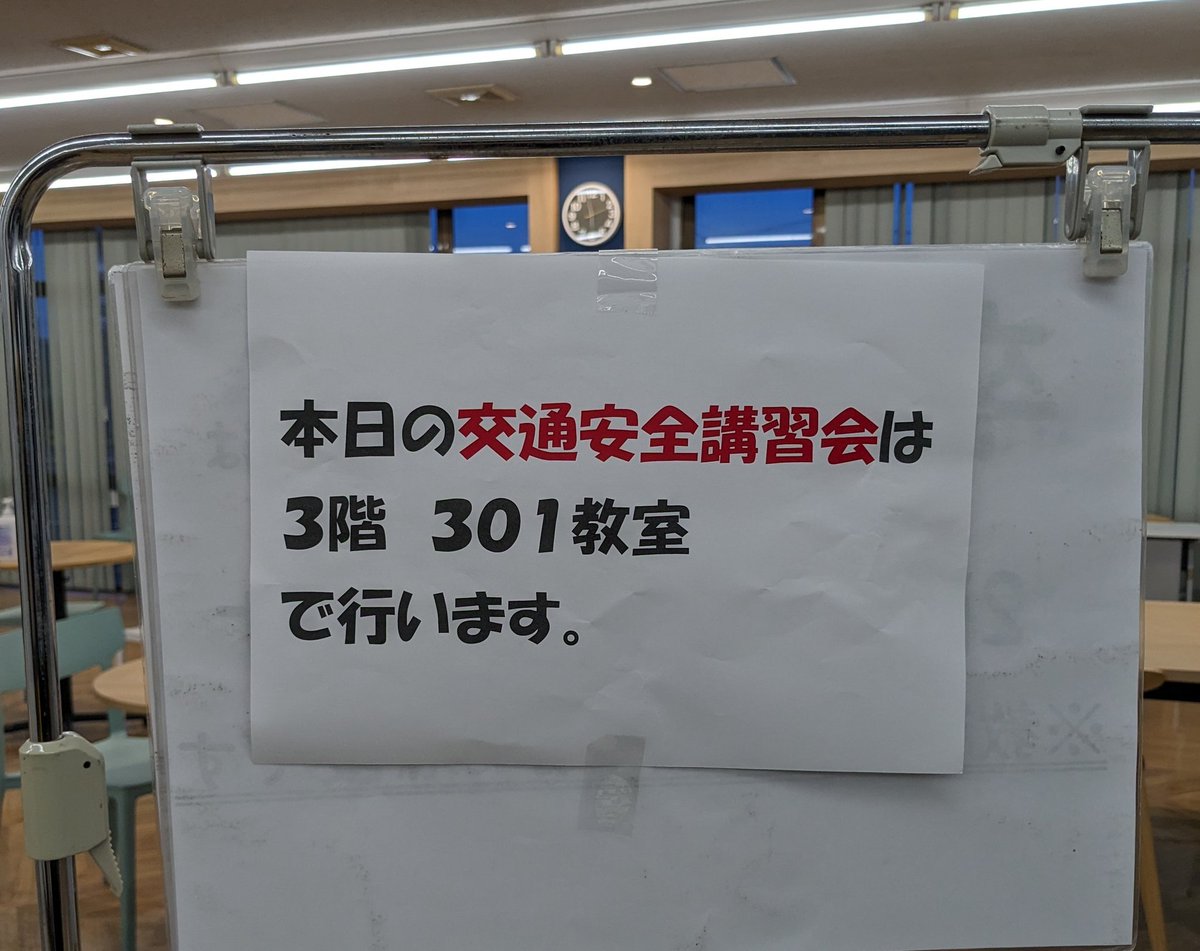 本日の交通安全講習会は
3階　301教室
で行います。